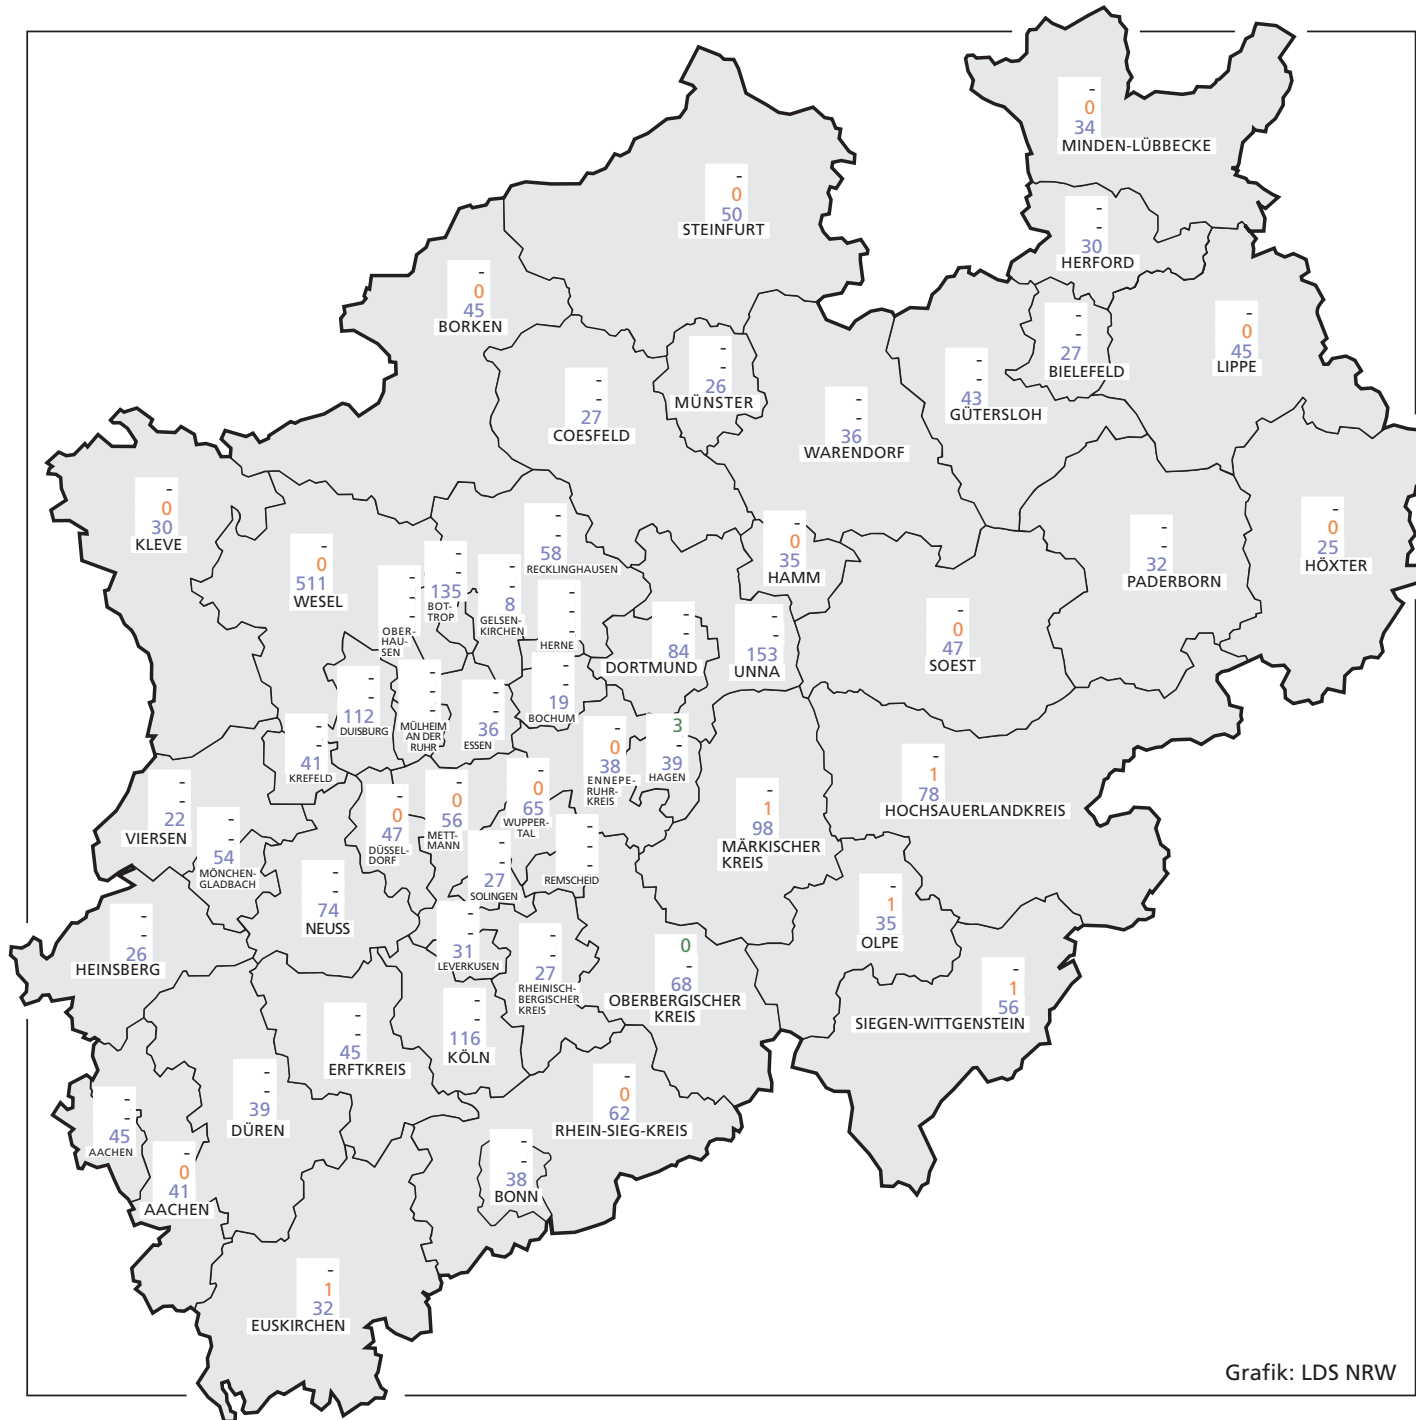 -
0
34
MINDEN-LÜBBECKE
-
0
50
STEINFURT
-
-
30
HERFORD
-
0
45
BORKEN
-
-
27
BIELEFELD
-
0
45
LIPPE
-
-
26
MÜNSTER
-
-
43
GÜTERSLOH
-
-
27
COESFELD
-
-
36
WARENDORF
-
0
30
KLEVE
-
-
58
RECKLINGHAUSEN
-
0
35
HAMM
-
-
32
PADERBORN
-
0
25
HÖXTER
-
0
511
WESEL
-
-
135
BOT-
TROP
-
-
8
GELSEN-
KIRCHEN
-
-
-
OBER-
HAU-
SEN
-
-
-
HERNE
-
-
84
DORTMUND
-
-
153
UNNA
-
0
47
SOEST
-
-
112
DUISBURG
-
-
-
MÜLHEIM
AN DER
RUHR
-
-
36
ESSEN
-
-
19
BOCHUM
-
-
41
KREFELD
-
0
38
ENNEPE-
RUHR-
KREIS
3
-
39
HAGEN
-
1
78
HOCHSAUERLANDKREIS
-
-
22
VIERSEN
-
0
47
DÜSSEL-
DORF
-
0
56
METT-
MANN
-
0
65
WUPPER-
TAL
-
1
98
MÄRKISCHER
KREIS
-
-
54
MÖNCHEN-
GLADBACH
-
-
27
SOLINGEN
-
-
-
REMSCHEID
-
-
74
NEUSS
-
1
35
OLPE
-
-
26
HEINSBERG
-
-
31
LEVERKUSEN
-
-
27
RHEINISCH-
BERGISCHER
KREIS
0
-
68
OBERBERGISCHER
KREIS
-
1
56
SIEGEN-WITTGENSTEIN
-
-
45
ERFTKREIS
-
-
116
KÖLN
-
-
39
DÜREN
-
0
62
RHEIN-SIEG-KREIS
-
-
45
AACHEN
-
0
41
AACHEN
-
-
38
BONN
-
1
32
EUSKIRCHEN
Grafik: LDS NRW